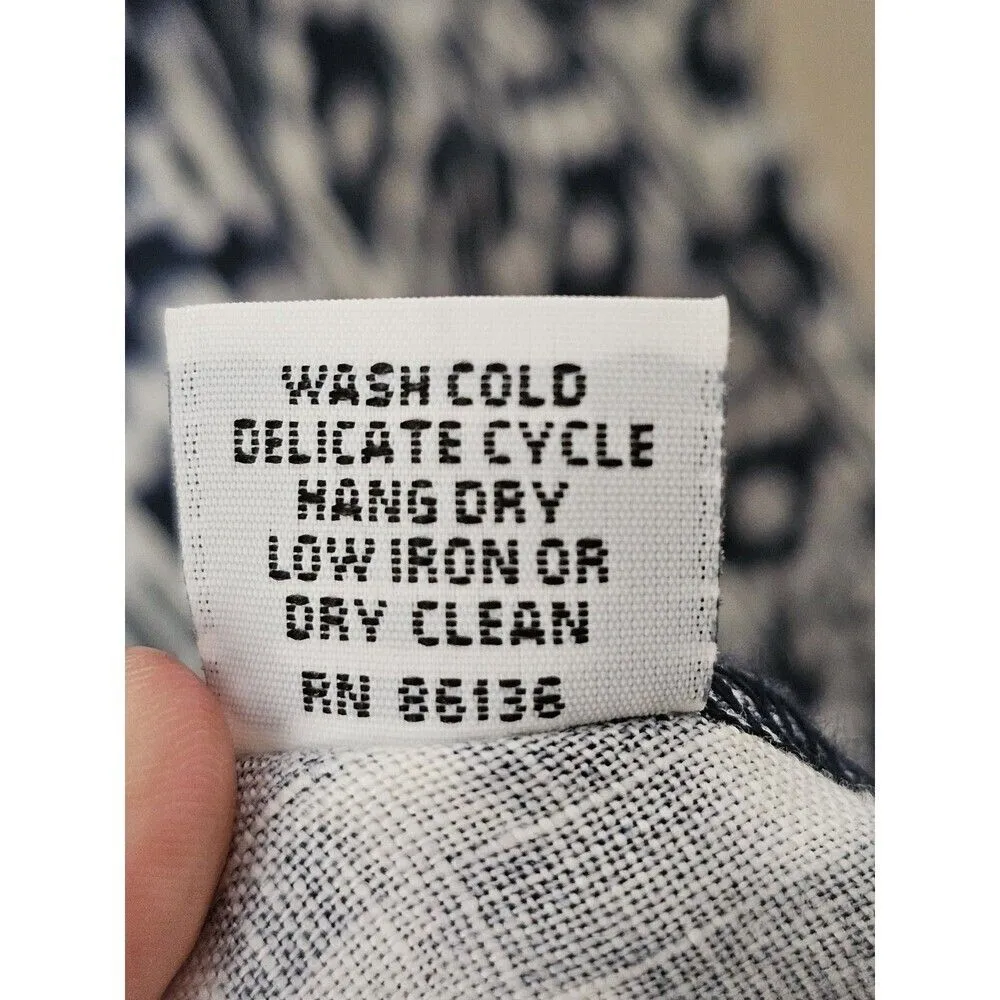 WASH COLD
DELICATE CYCLE
HANG DRY
LOW IRON OR
DRY CLEAN
RN 86136